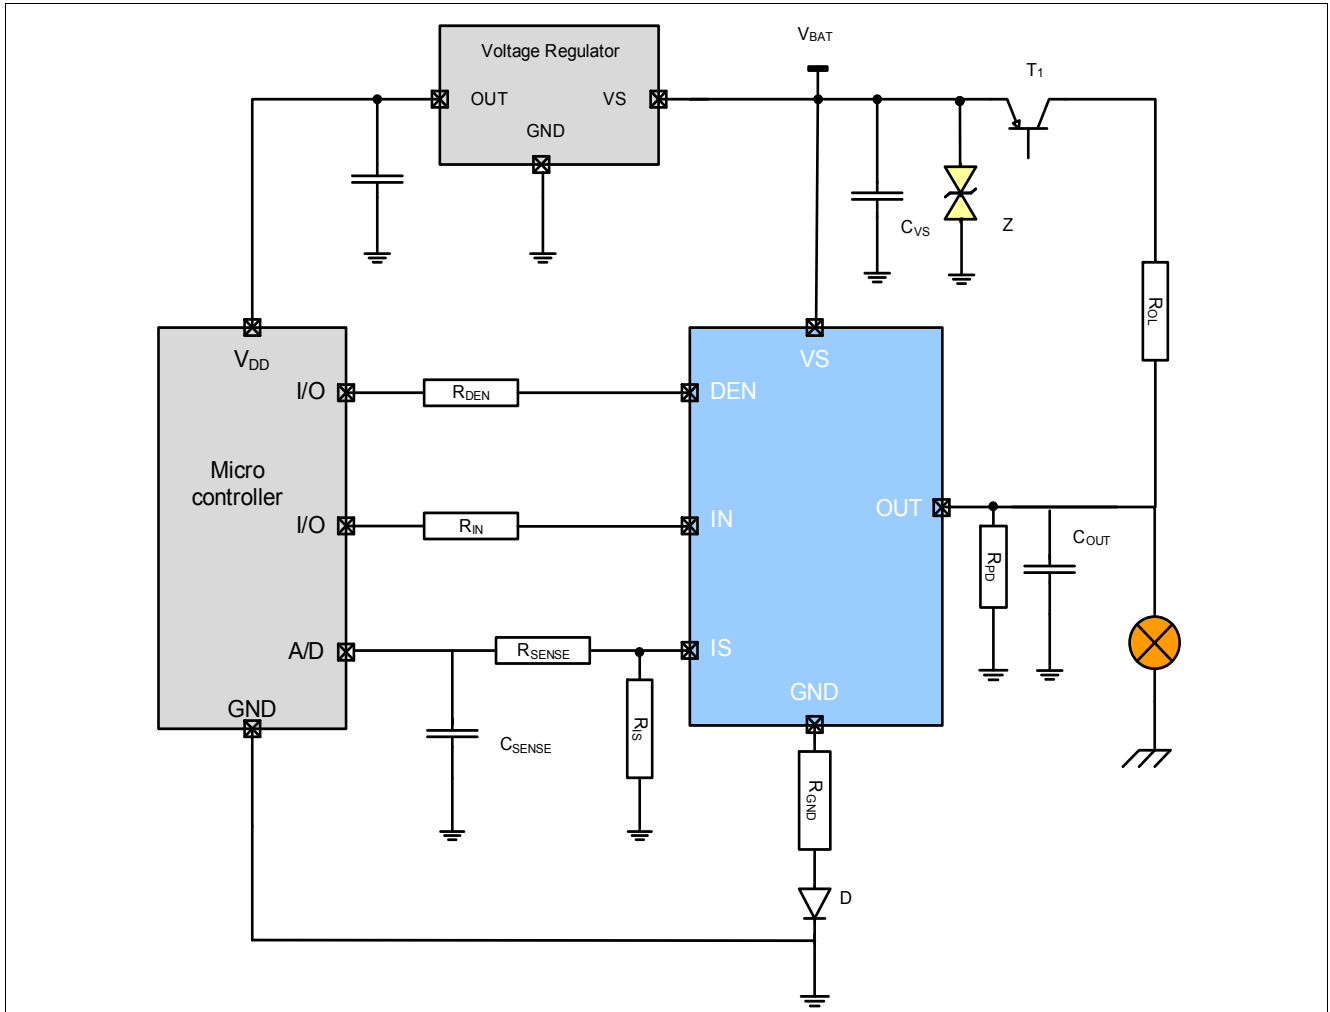 Voltage Regulator
OUT
VS
GND
VBAT
T1
CVS
Z
ROL
VDD
I/O
RDEN
DEN
VS
Micro
controller
I/O
RIN
IN
OUT
RPD
COUT
A/D
RSENSE
IS
GND
CSENSE
RIS
GND
RGND
D